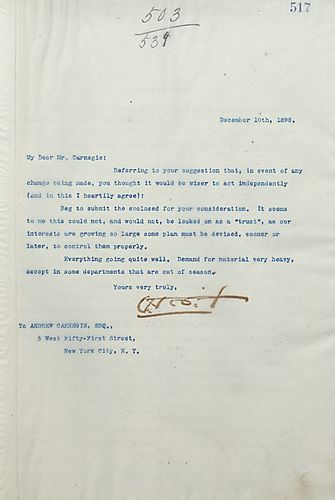 517
503
539
December 10th, 1898.
My Dear Mr. Carnegie:
Referring to your suggestion that, in event of any
change being made, you thought it would be wiser to act independently
(and in this I heartily agree):
Beg to submit the enclosed for your consideration. It seems
to me this could not, and would not, be looked on as a "trust", as our
interests are growing so large some plan must be devised, sooner or
later, to control them properly.
Everything going quite well. Demand for material very heavy,
except in some departments that are out of season.
Yours very truly,
To ANDREW CARNEGIE, ESQ.,
5 West Fifty-First Street,
New York City, N. Y.